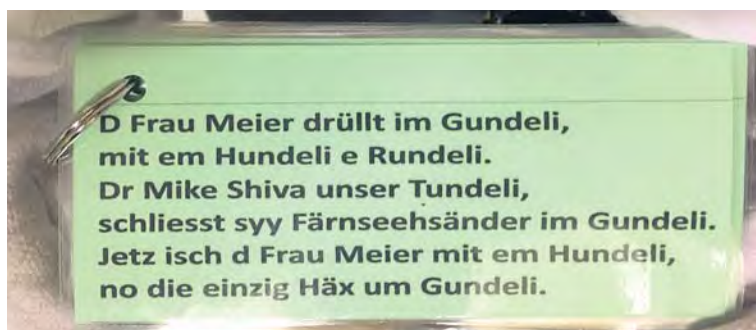 D Frau Meier drüllt im Gundeli,
mit em Hundeli e Rundeli.
Dr Mike Shiva unser Tundeli,
schliesst syy Färnseehsänder im Gundeli.
Jetz isch d Frau Meier mit em Hundeli,
no die einzig Häx um Gundeli.